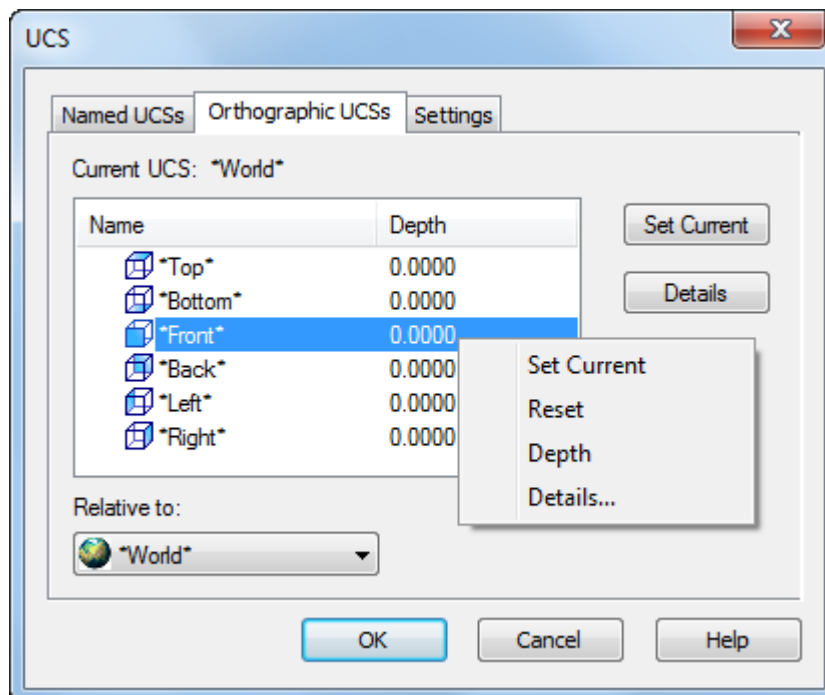 UCS
Named UCSs Orthographic UCSs Settings
Current UCS: *World*
Name Depth
*Top* 0.0000
*Bottom* 0.0000
*Front* 0.0000
*Back* 0.0000
*Left* 0.0000
*Right* 0.0000
Set Current
Details
Set Current
Reset
Depth
Details...
Relative to:
*World*
OK Cancel Help